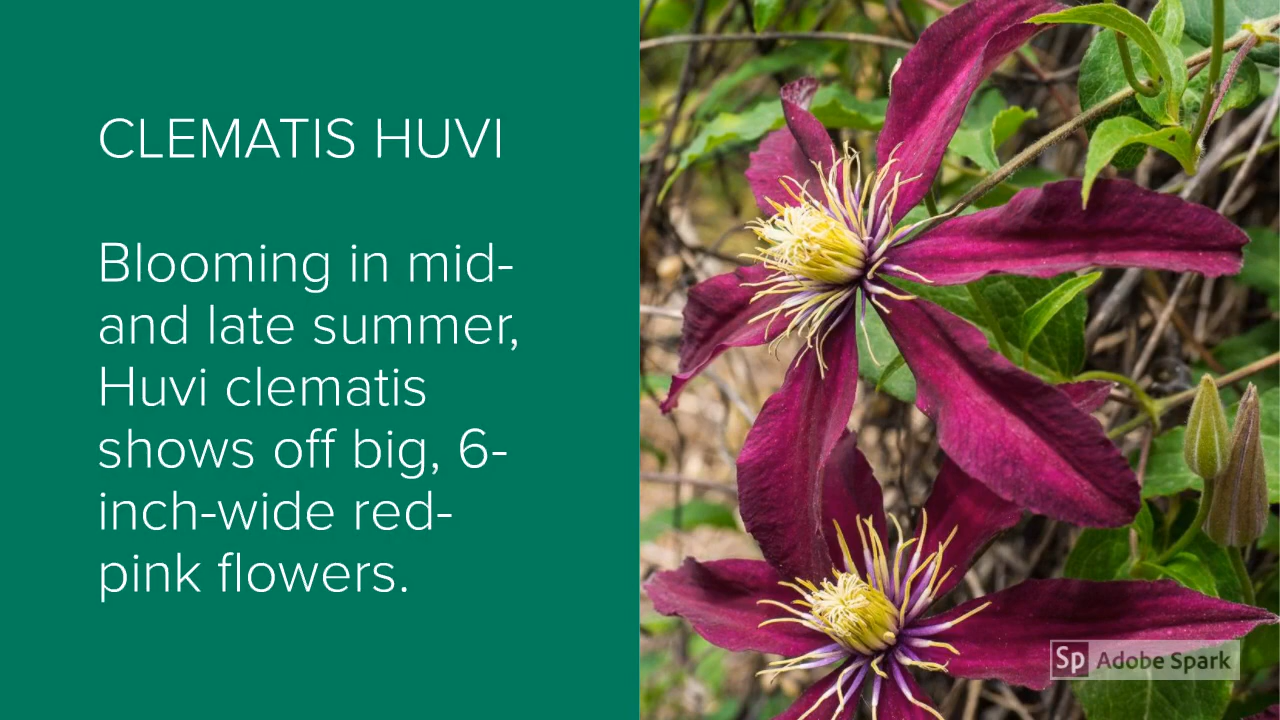 CLEMATIS HUVI
Blooming in mid-
and late summer,
Huvi clematis
shows off big, 6-
inch-wide red-
pink flowers.
Sp Adobe Spark